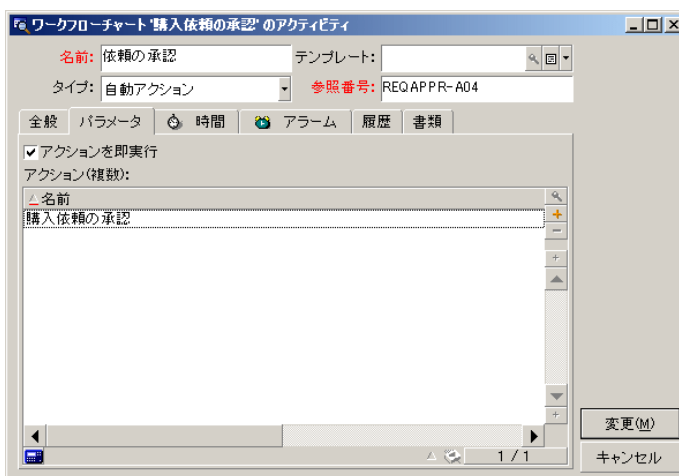 ワークフローチャート'購入依頼の承認' のアクティビティ
名前: 依頼の承認 テンプレート:
タイプ: 自動アクション 参照番号: REQAPPR-A04
全般 パラメータ 時間 アラーム 履歴 書類
アクションを即実行
アクション(複数):
名前
購入依頼の承認
変更(M)
1 / 1
キャンセル